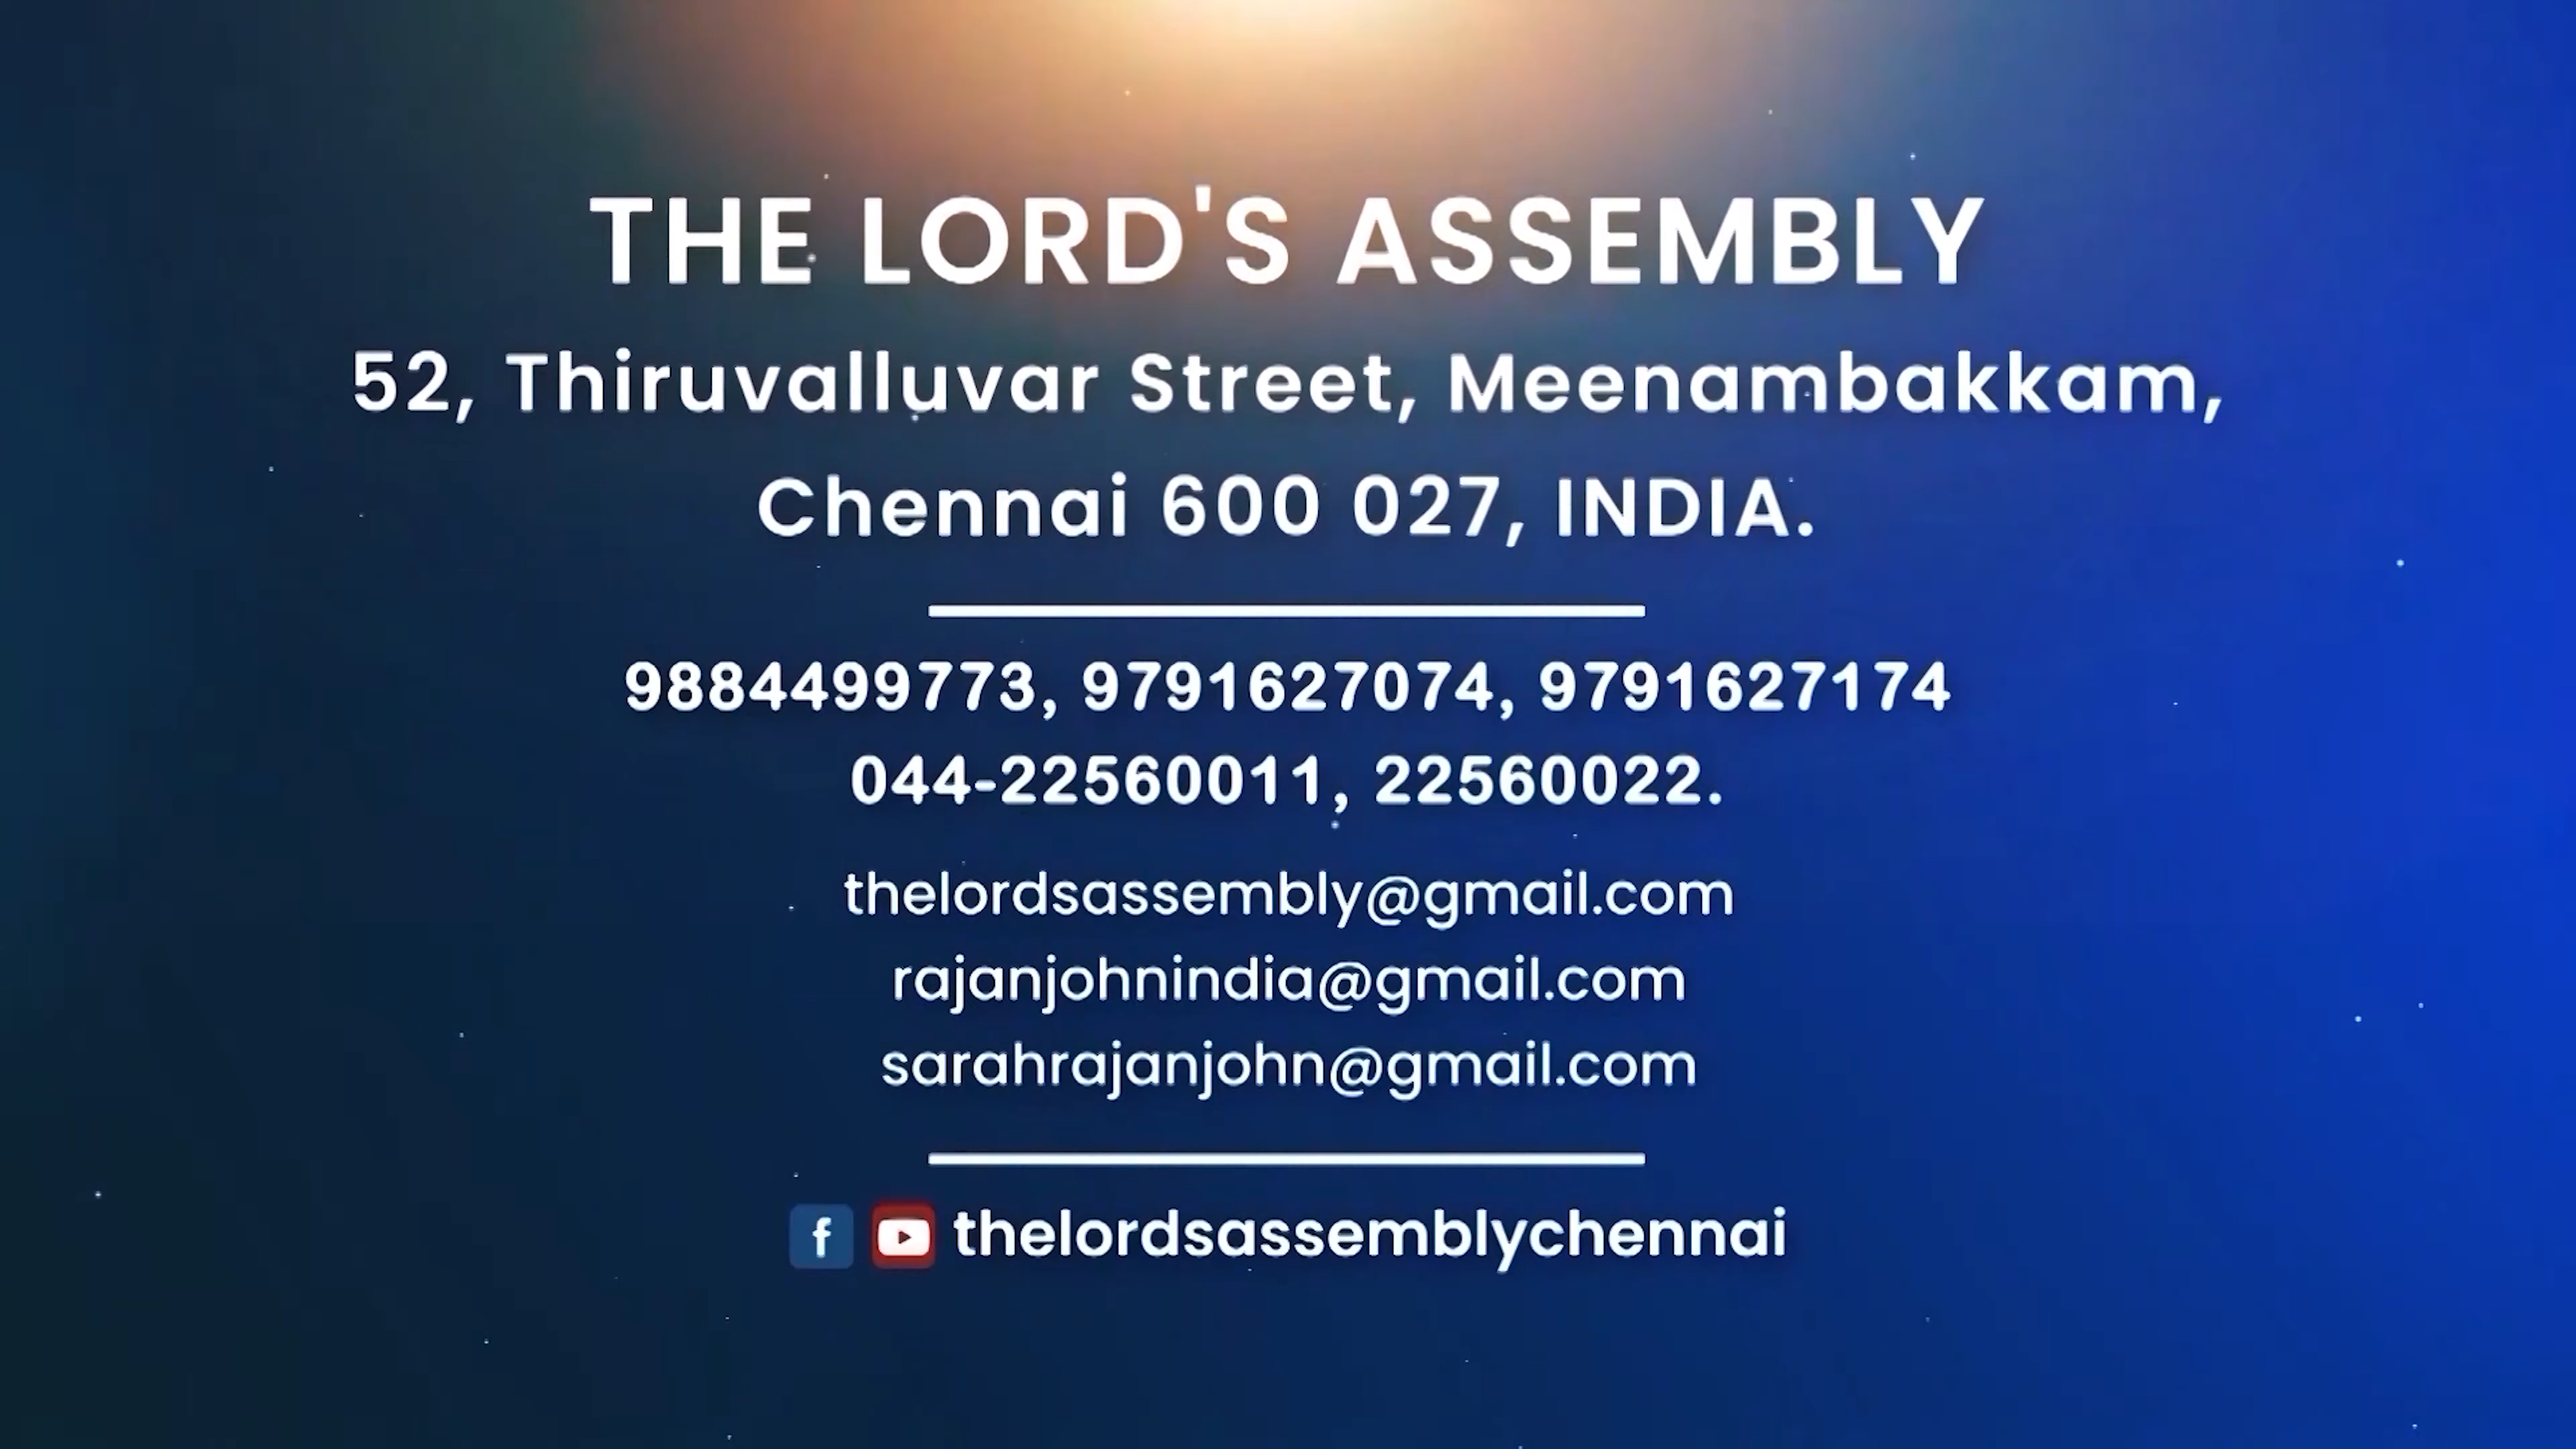 THE LORD'S ASSEMBLY
52, Thiruvalluvar Street, Meenambakkam,
Chennai 600 027, INDIA.
9884499773, 9791627074, 9791627174
044-22560011, 22560022.
thelordsassembly@gmail.com
rajanjohnindia@gmail.com
sarahrajanjohn@gmail.com
f thelordsassemblychennai